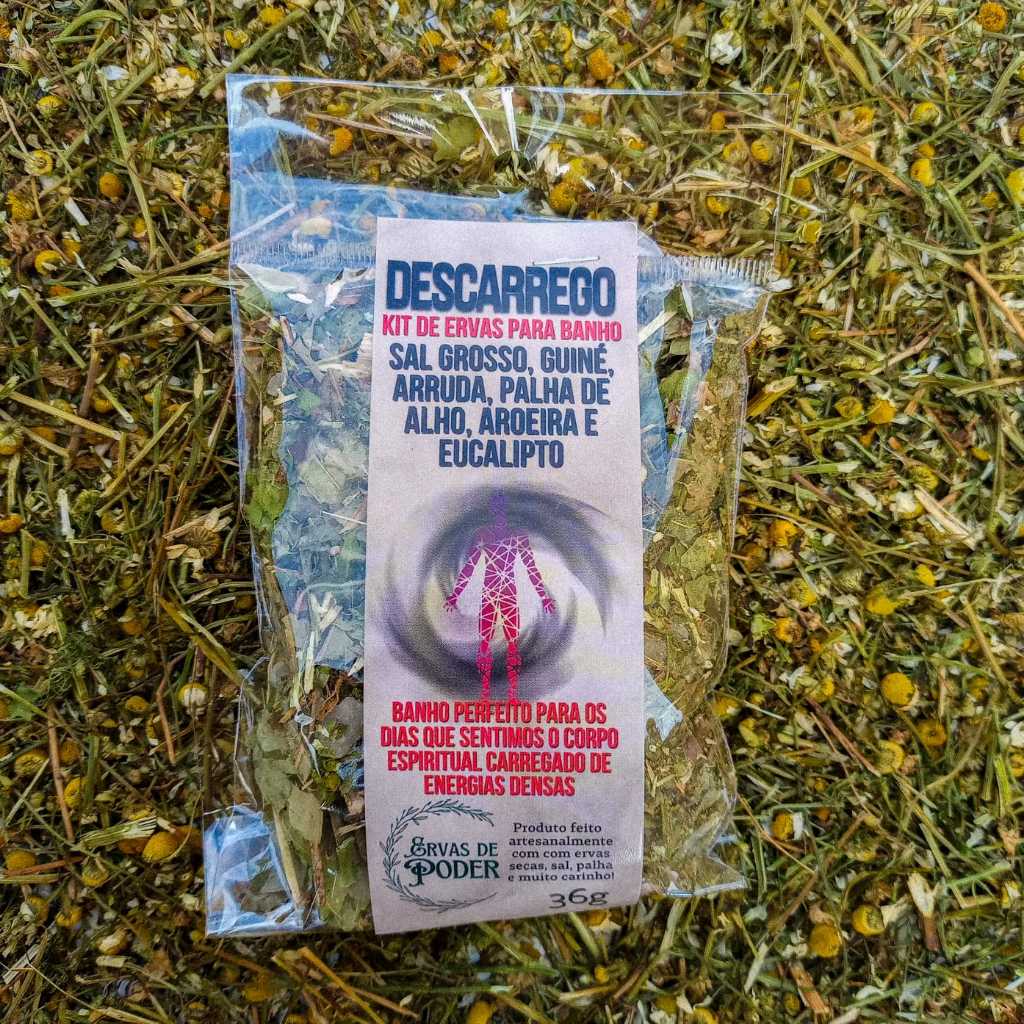 DESCARREGO
KIT DE ERVAS PARA BANHO
SAL GROSSO, GUINÉ,
ARRUDA, PALHA DE
ALHO, AROEIRA E
EUCALIPTO
BANHO PERFEITO PARA OS
DIAS QUE SENTIMOS O CORPO
ESPIRITUAL CARREGADO DE
ENERGIAS DENSAS
ERVAS DE
PODER
Produto feito
artesanalmente
com com ervas
secas, sal, palha
e muito carinho!
36g